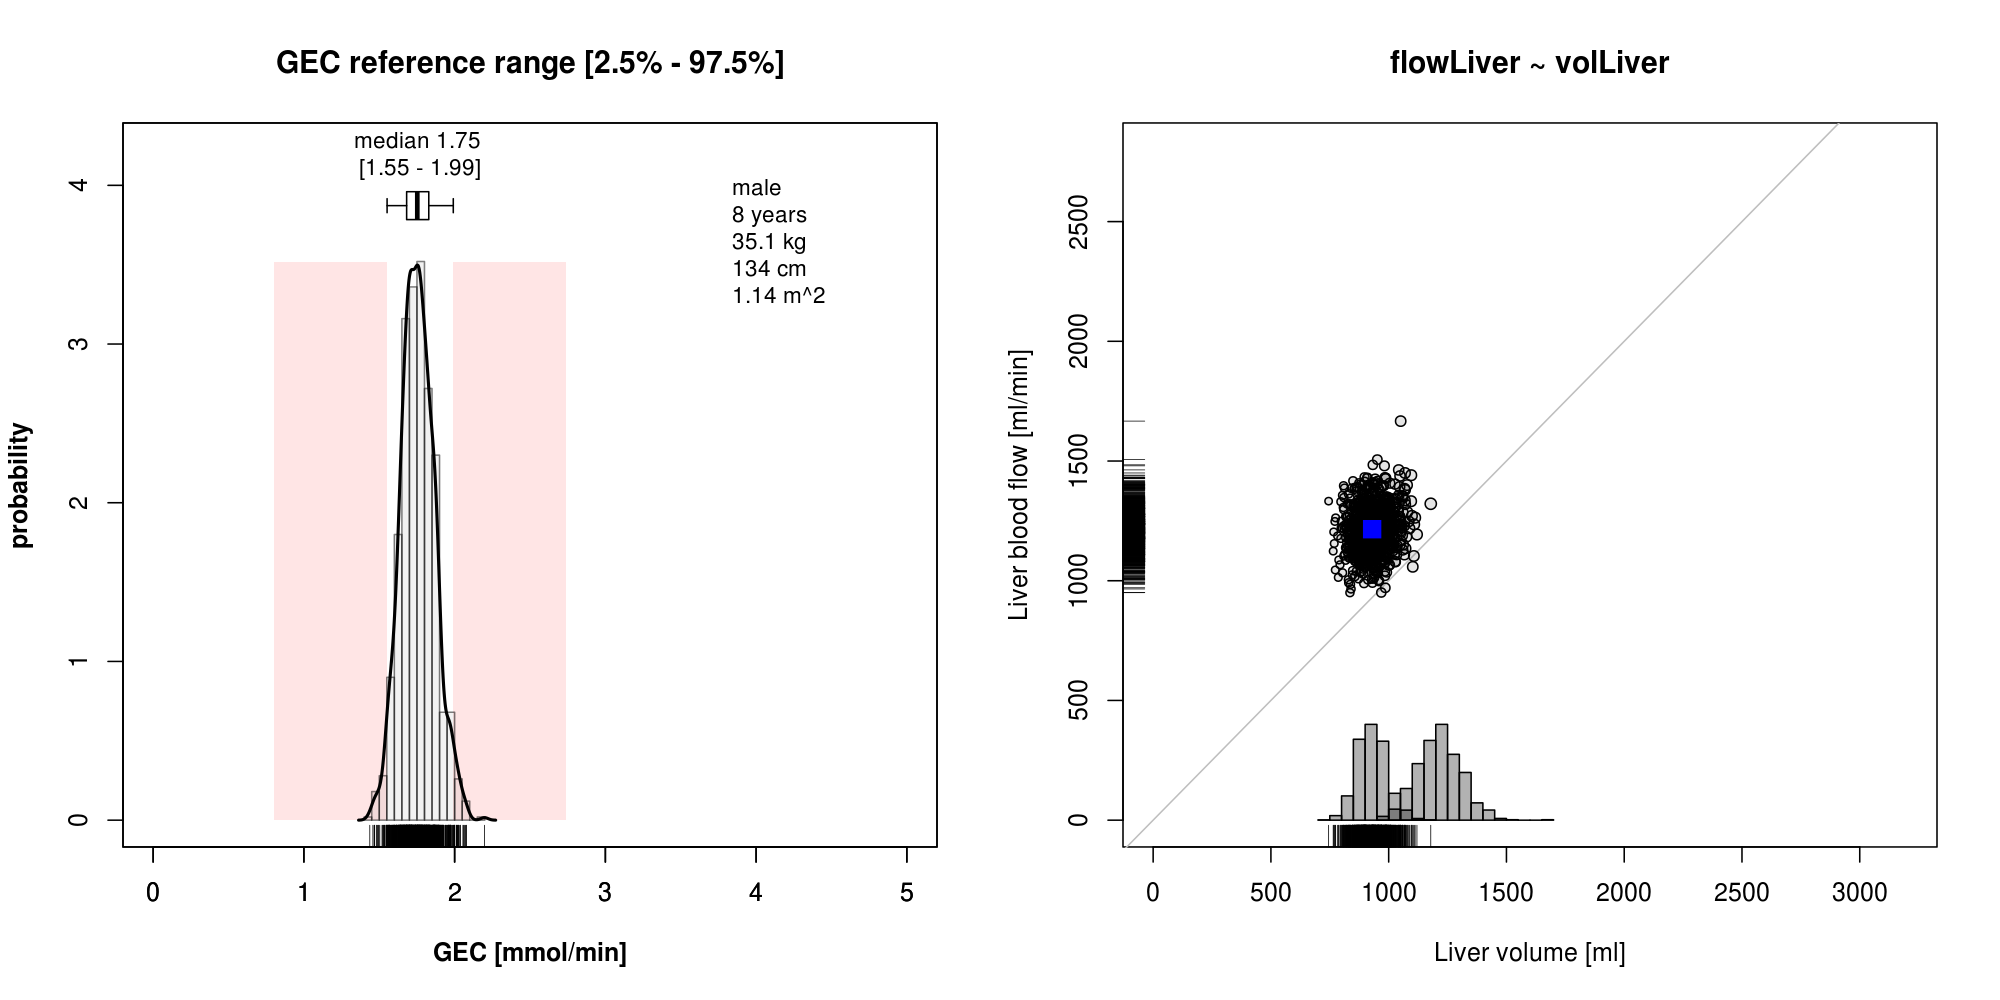 GEC reference range [2.5% - 97.5%]
median 1.75
[1.55 - 1.99]
male
8 years
35.1 kg
134 cm
1.14 m^2
probability
0
1
2
3
4
0 1 2 3 4 5
GEC [mmol/min]
flowLiver ~ volLiver
Liver blood flow [ml/min]
0
500
1000
1500
2000
2500
0 500 1000 1500 2000 2500 3000
Liver volume [ml]